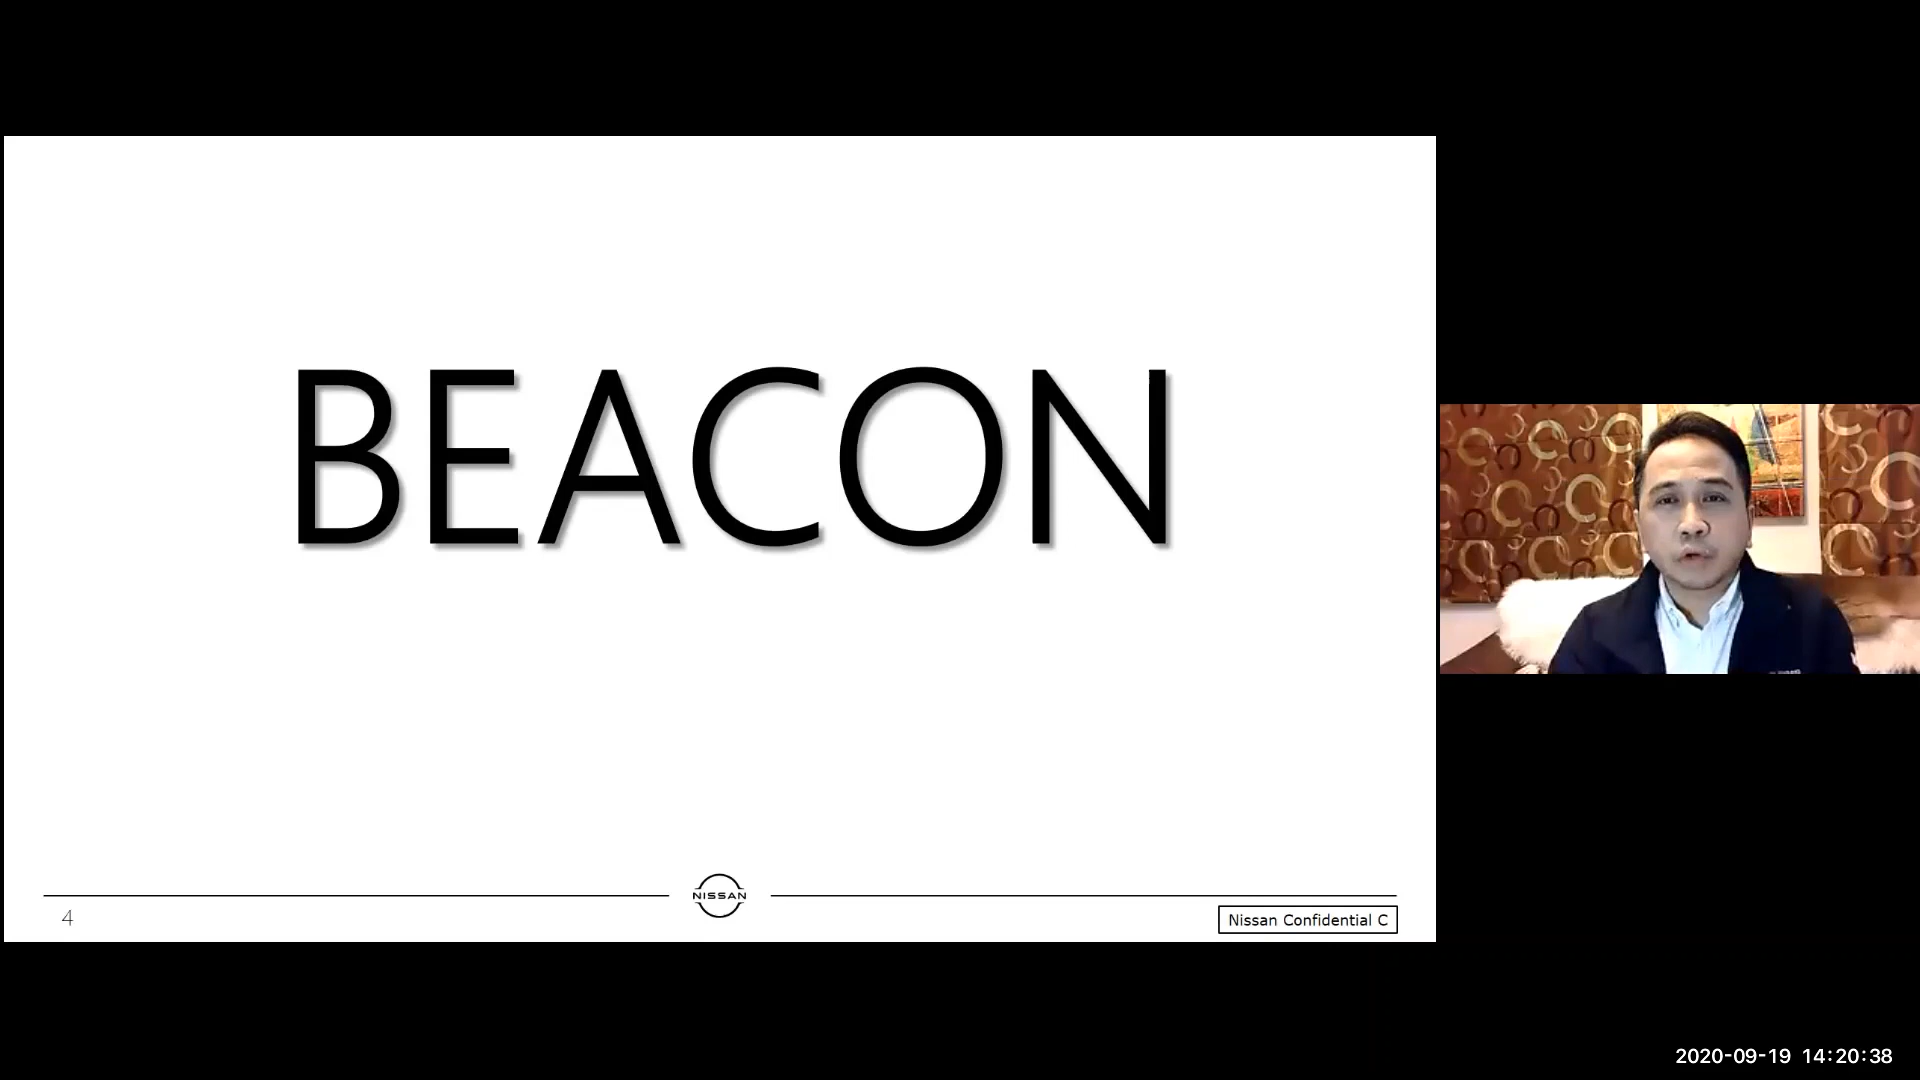 BEACON
NISSAN
4
Nissan Confidential C
2020-09-19 14:20:38